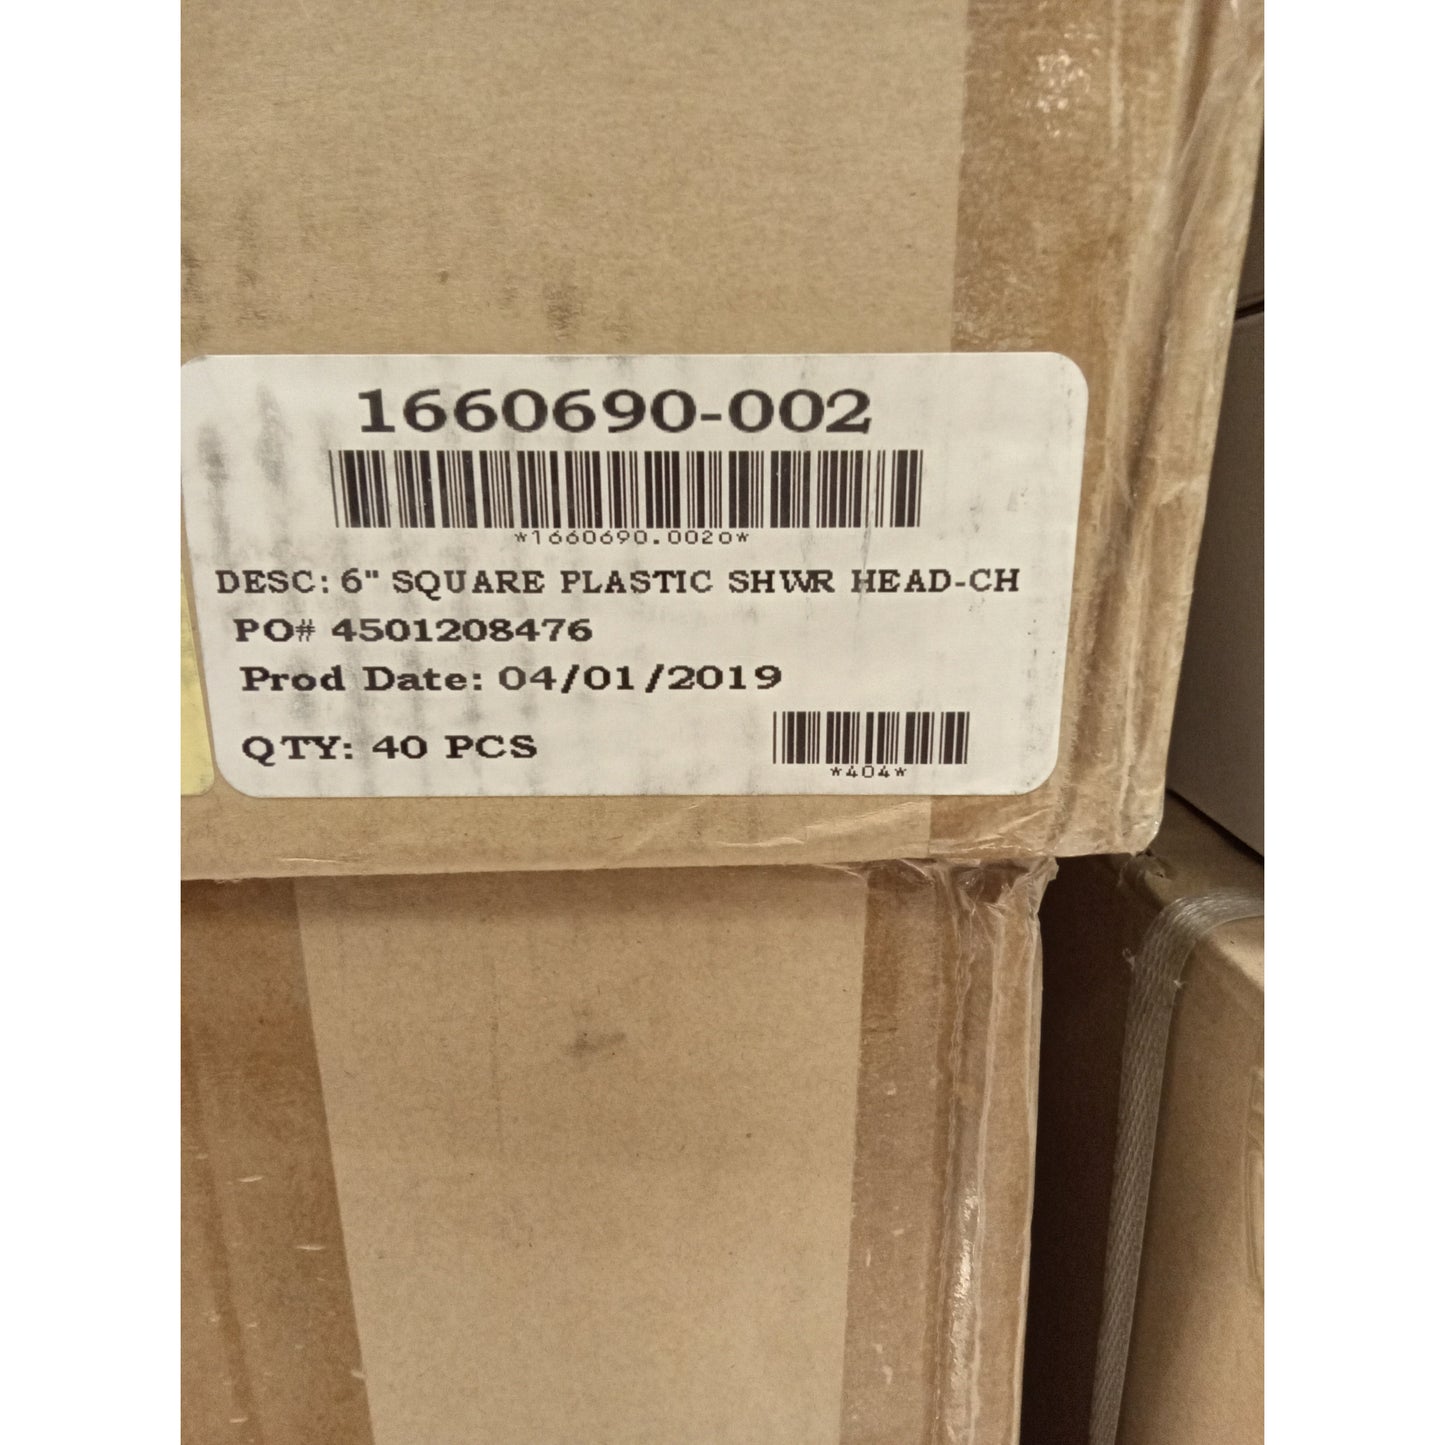 1660690-002
*1660690.002o*
DESC: 6" SQUARE PLASTIC SHWR HEAD-CH
PO# 4501208476
Prod Date: 04/01/2019
QTY: 40 PCS
*404*